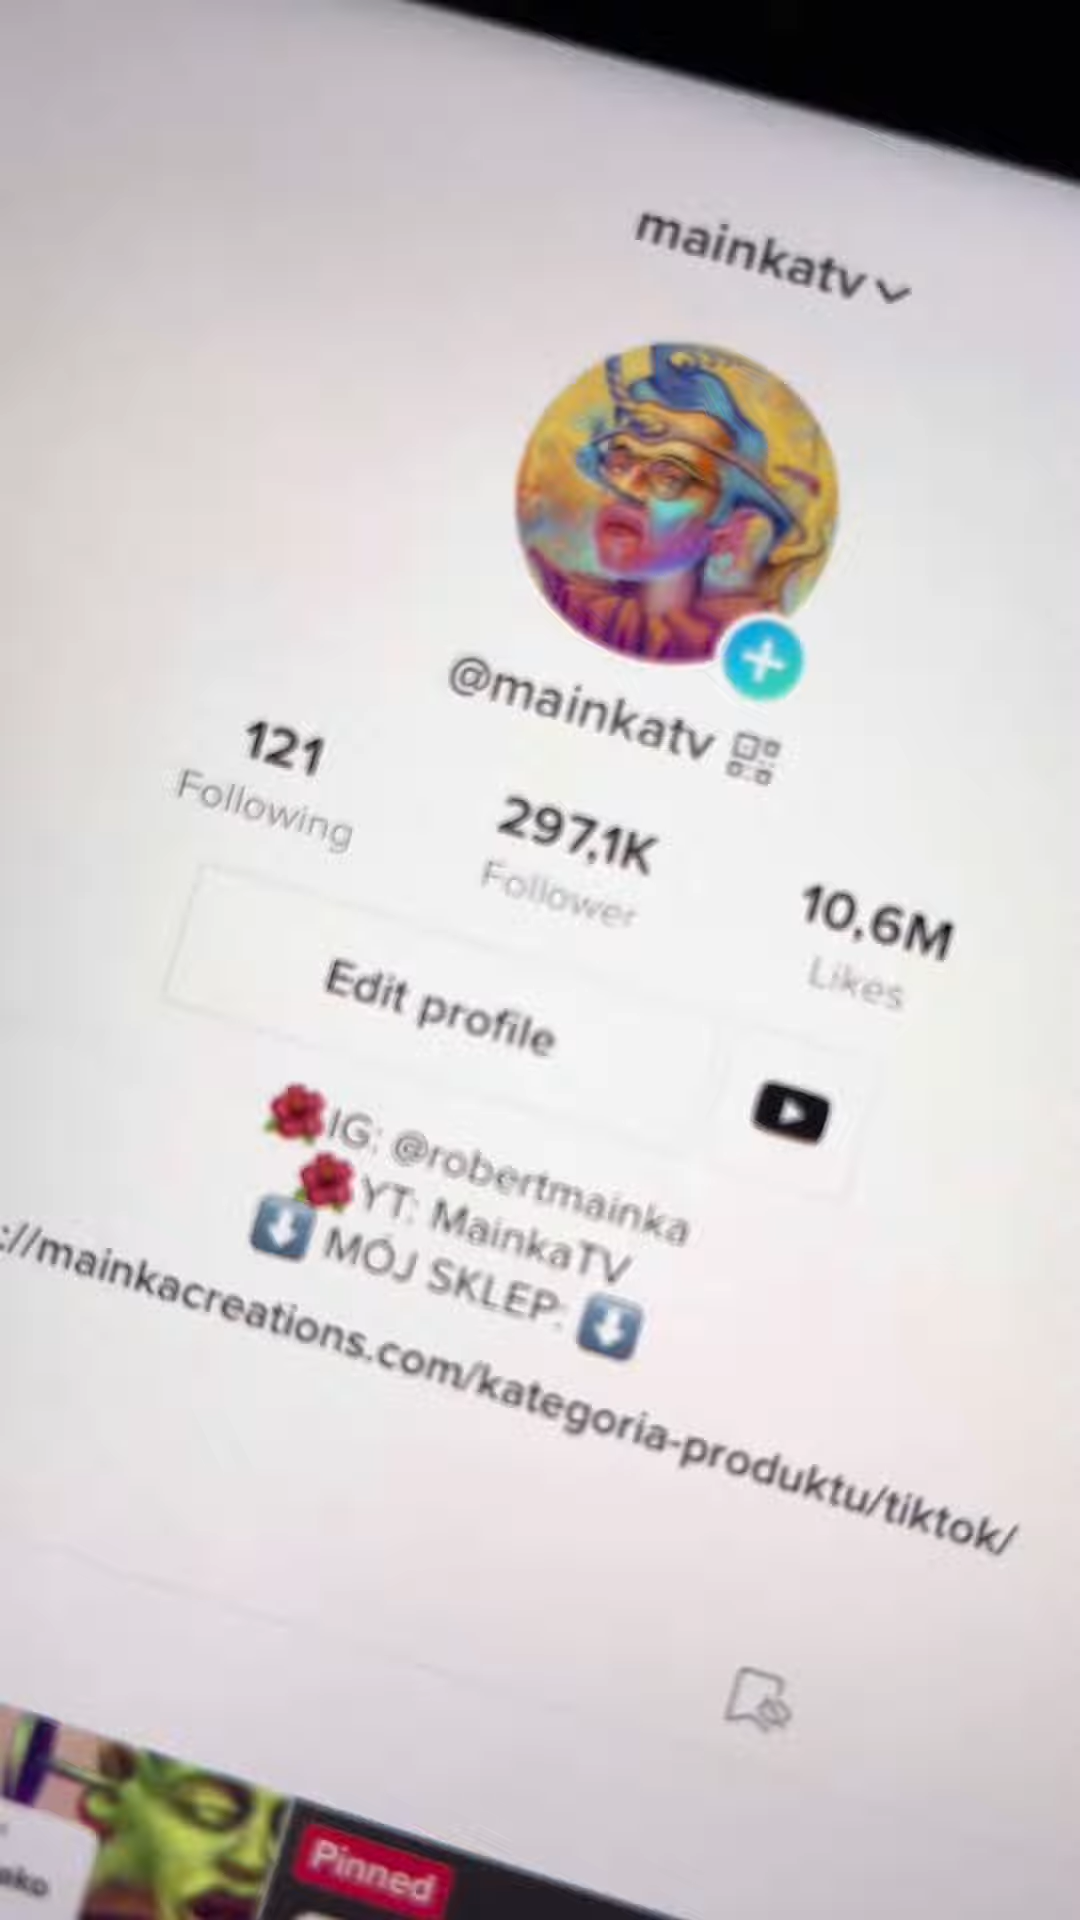 mainkatv
@mainkatv
121
Following
297,1K
Follower
10,6M
Likes
Edit profile
IG: @robertmainka
YT: MainkaTV
MÓJ SKLEP:
://mainkacreations.com/kategoria-produktu/tiktok/
Pinned
ako